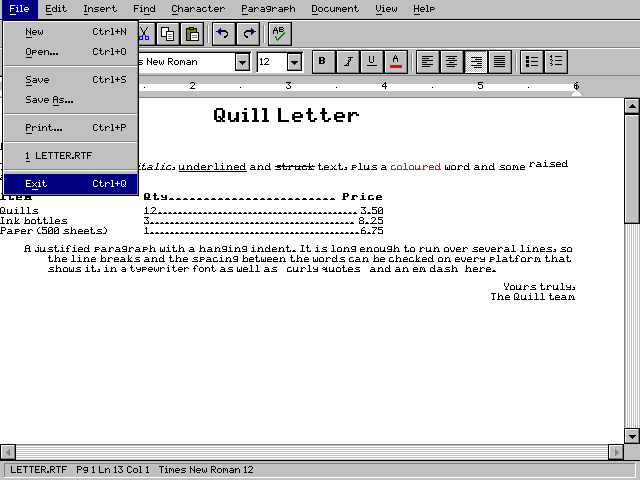 File Edit Insert Find Character Paragraph Document View Help
New Ctrl+N
Open... Ctrl+O
Save Ctrl+S
Save As...
Print... Ctrl+P
1 LETTER.RTF
Exit Ctrl+Q
s New Roman 12 B I U A
2 3 4 5 6
Quill Letter
italic, underlined and struck text, plus a coloured word and some raised
Item Qty Price
Quills 12 3.50
Ink bottles 3 8.25
Paper (500 sheets) 1 6.75
A justified paragraph with a hanging indent. It is long enough to run over several lines, so
the line breaks and the spacing between the words can be checked on every platform that
shows it, in a typewriter font as well as curly quotes and an em dash here.
Yours truly,
The Quill team
LETTER.RTF Pg 1 Ln 13 Col 1 Times New Roman 12